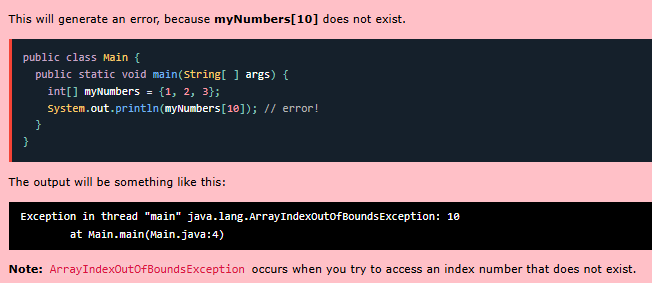 This will generate an error, because myNumbers[10] does not exist.
public class Main {
  public static void main(String[ ] args) {
    int[] myNumbers = {1, 2, 3};
    System.out.println(myNumbers[10]); // error!
  }
}
The output will be something like this:
Exception in thread "main" java.lang.ArrayIndexOutOfBoundsException: 10
        at Main.main(Main.java:4)
Note: ArrayIndexOutOfBoundsException occurs when you try to access an index number that does not exist.